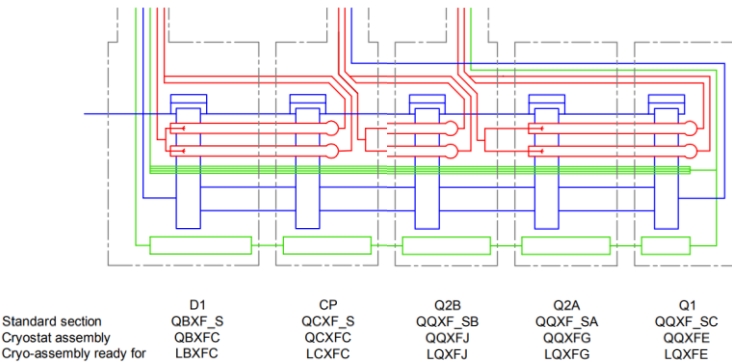 D1 CP Q2B Q2A Q1
Standard section QBXF_S QCXF_S QQXF_SB QQXF_SA QQXF_SC
Cryostat assembly QBXFC QCXFC QQXFJ QQXFG QQXFE
Cryo-assembly ready for LBXFC LCXFC LQXFJ LQXFG LQXFE